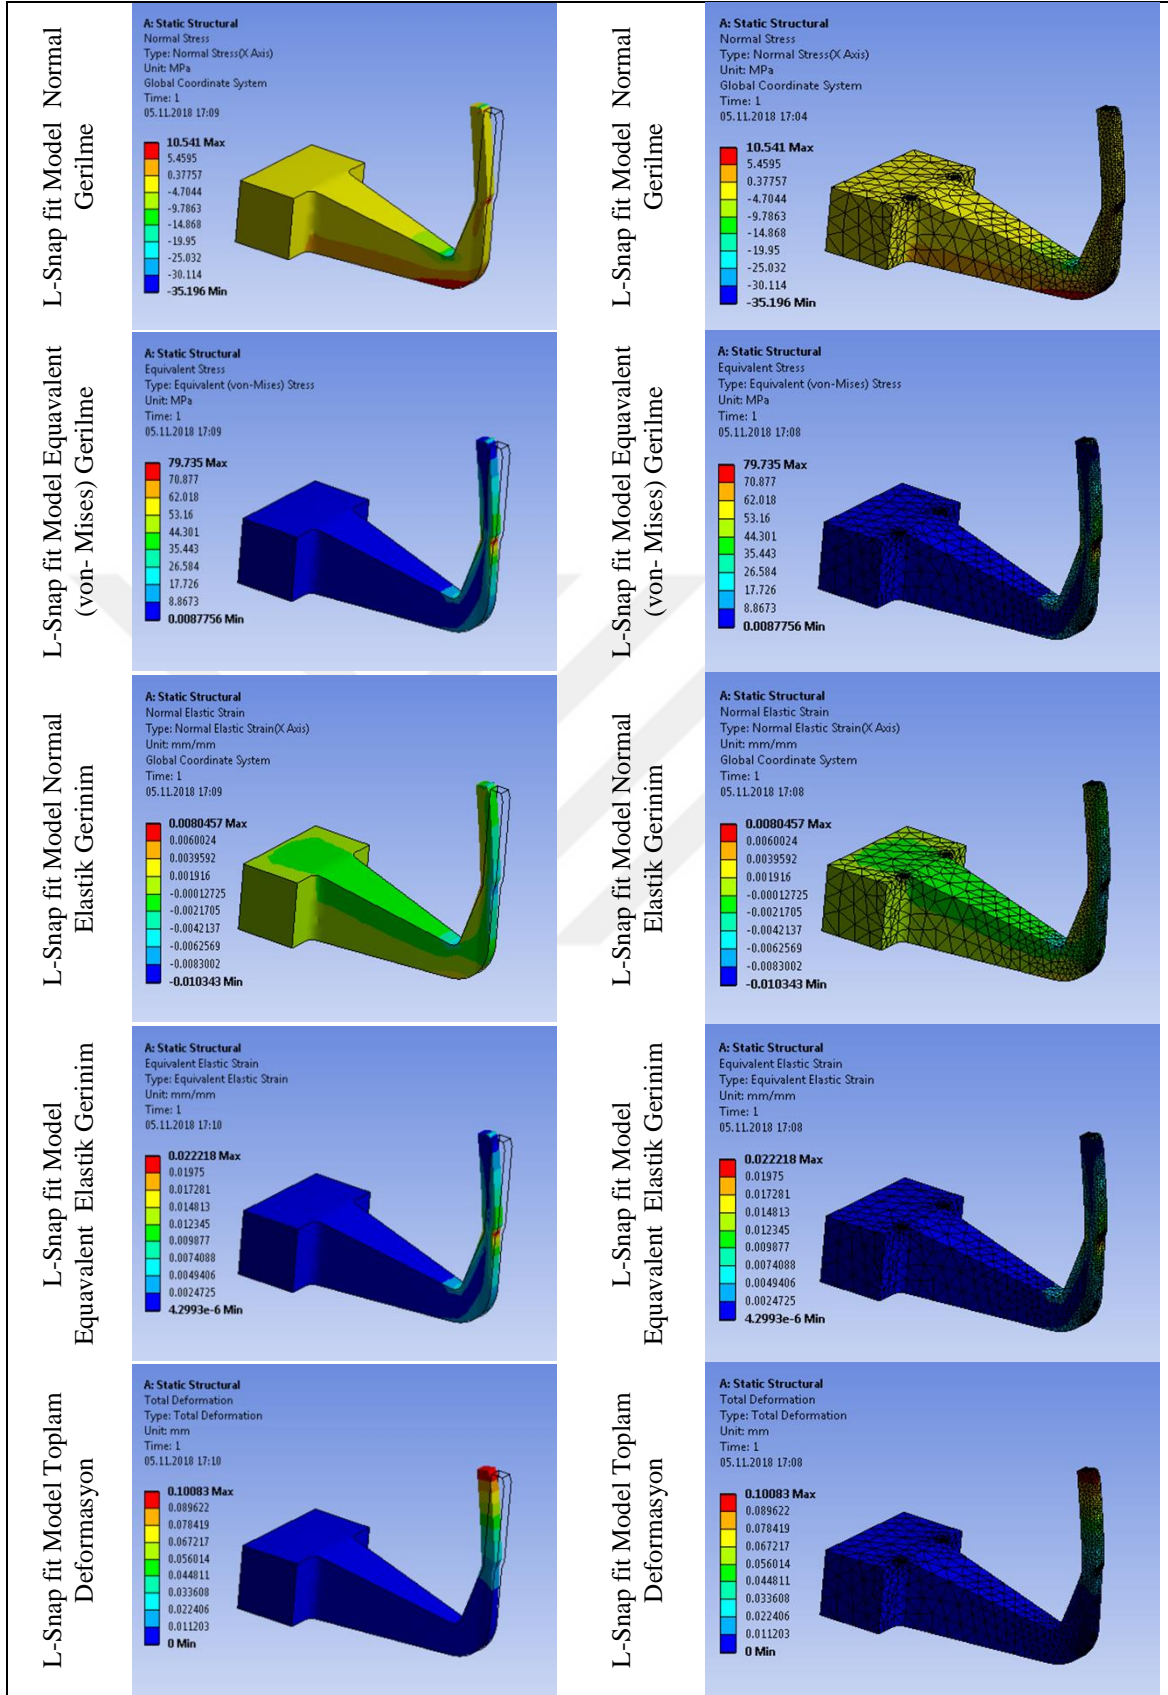 L-Snap fit Model Normal
Gerilme
A: Static Structural
Normal Stress
Type: Normal Stress(X Axis)
Unit: MPa
Global Coordinate System
Time: 1
05.11.2018 17:09
10.541 Max
5.4595
0.37757
-4.7044
-9.7863
-14.868
-19.95
-25.032
-30.114
-35.196 Min
L-Snap fit Model Normal
Gerilme
A: Static Structural
Normal Stress
Type: Normal Stress(X Axis)
Unit: MPa
Global Coordinate System
Time: 1
05.11.2018 17:04
10.541 Max
5.4595
0.37757
-4.7044
-9.7863
-14.868
-19.95
-25.032
-30.114
-35.196 Min
L-Snap fit Model Equavalent
(von- Mises) Gerilme
A: Static Structural
Equivalent Stress
Type: Equivalent (von-Mises) Stress
Unit: MPa
Time: 1
05.11.2018 17:09
79.735 Max
70.877
62.018
53.16
44.301
35.443
26.584
17.726
8.8673
0.0087756 Min
L-Snap fit Model Equavalent
(von- Mises) Gerilme
A: Static Structural
Equivalent Stress
Type: Equivalent (von-Mises) Stress
Unit: MPa
Time: 1
05.11.2018 17:08
79.735 Max
70.877
62.018
53.16
44.301
35.443
26.584
17.726
8.8673
0.0087756 Min
L-Snap fit Model Normal
Elastik Gerinim
A: Static Structural
Normal Elastic Strain
Type: Normal Elastic Strain(X Axis)
Unit: mm/mm
Global Coordinate System
Time: 1
05.11.2018 17:09
0.0080457 Max
0.0060024
0.0039592
0.001916
-0.00012725
-0.0021705
-0.0042137
-0.0062569
-0.0083002
-0.010343 Min
L-Snap fit Model Normal
Elastik Gerinim
A: Static Structural
Normal Elastic Strain
Type: Normal Elastic Strain(X Axis)
Unit: mm/mm
Global Coordinate System
Time: 1
05.11.2018 17:08
0.0080457 Max
0.0060024
0.0039592
0.001916
-0.00012725
-0.0021705
-0.0042137
-0.0062569
-0.0083002
-0.010343 Min
L-Snap fit Model
Equavalent Elastik Gerinim
A: Static Structural
Equivalent Elastic Strain
Type: Equivalent Elastic Strain
Unit: mm/mm
Time: 1
05.11.2018 17:10
0.022218 Max
0.01975
0.017281
0.014813
0.012345
0.009877
0.0074088
0.0049406
0.0024725
4.2993e-6 Min
L-Snap fit Model
Equavalent Elastik Gerinim
A: Static Structural
Equivalent Elastic Strain
Type: Equivalent Elastic Strain
Unit: mm/mm
Time: 1
05.11.2018 17:08
0.022218 Max
0.01975
0.017281
0.014813
0.012345
0.009877
0.0074088
0.0049406
0.0024725
4.2993e-6 Min
L-Snap fit Model Toplam
Deformasyon
A: Static Structural
Total Deformation
Type: Total Deformation
Unit: mm
Time: 1
05.11.2018 17:10
0.10083 Max
0.089622
0.078419
0.067217
0.056014
0.044811
0.033608
0.022406
0.011203
0 Min
L-Snap fit Model Toplam
Deformasyon
A: Static Structural
Total Deformation
Type: Total Deformation
Unit: mm
Time: 1
05.11.2018 17:08
0.10083 Max
0.089622
0.078419
0.067217
0.056014
0.044811
0.033608
0.022406
0.011203
0 Min